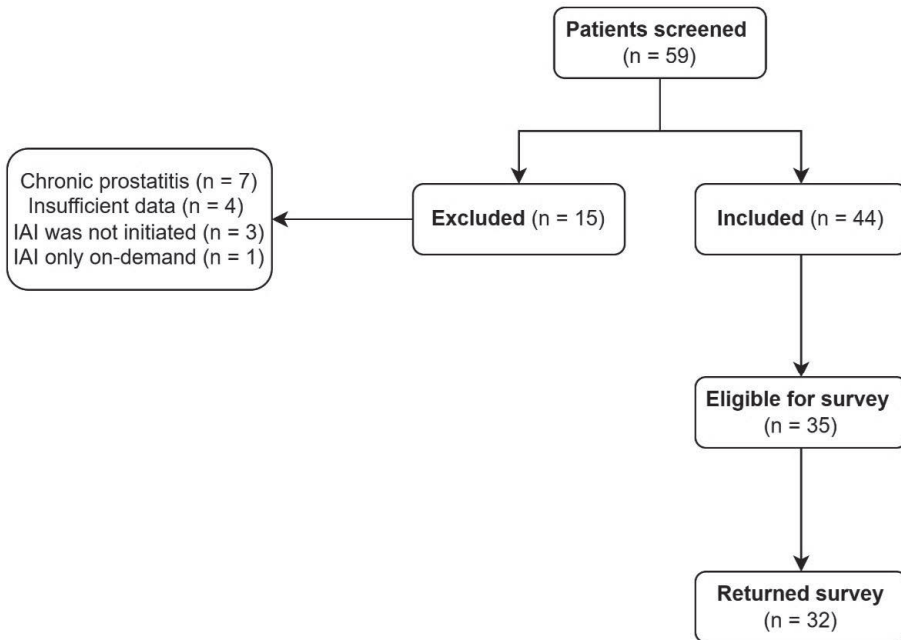 Patients screened
(n = 59)
Chronic prostatitis (n = 7)
Insufficient data (n = 4)
IAI was not initiated (n = 3)
IAI only on-demand (n = 1)
Excluded (n = 15)
Included (n = 44)
Eligible for survey
(n = 35)
Returned survey
(n = 32)